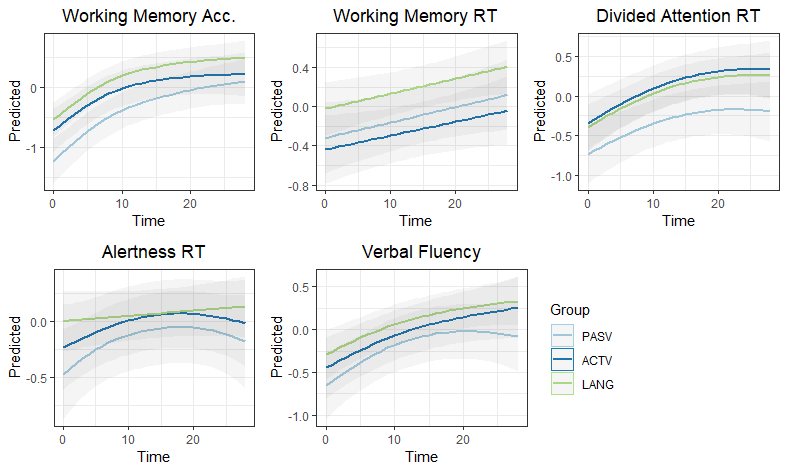 Working Memory Acc.
Predicted
0
-1
0
10
20
Time
Working Memory RT
Predicted
0.4
0.0
-0.4
-0.8
0
10
20
Time
Divided Attention RT
Predicted
0.5
0.0
-0.5
-1.0
0
10
20
Time
Alertness RT
Predicted
0.0
-0.5
0
10
20
Time
Verbal Fluency
Predicted
0.5
0.0
-0.5
-1.0
0
10
20
Time
Group
PASV
ACTV
LANG